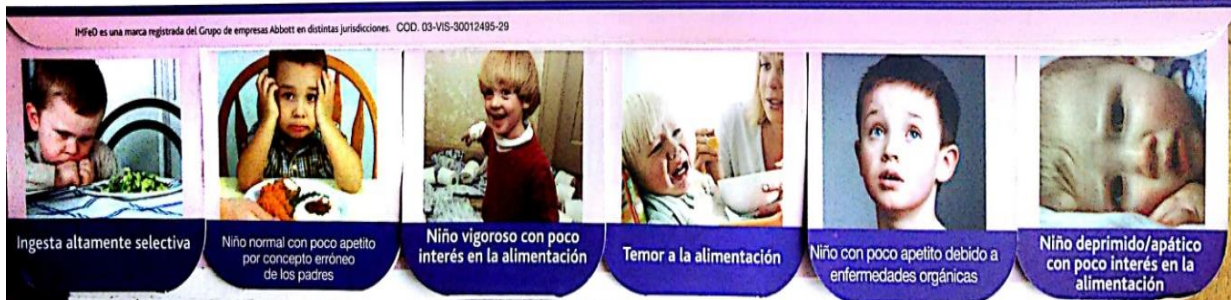 IMFeD es una marca registrada del Grupo de empresas Abbott en distintas jurisdicciones. COD. 03-VIS-30012495-29
Ingesta altamente selectiva
Niño normal con poco apetito
por concepto erróneo
de los padres
Niño vigoroso con poco
interés en la alimentación
Temor a la alimentación
Niño con poco apetito debido a
enfermedades orgánicas
Niño deprimido/apático
con poco interés en la
alimentación